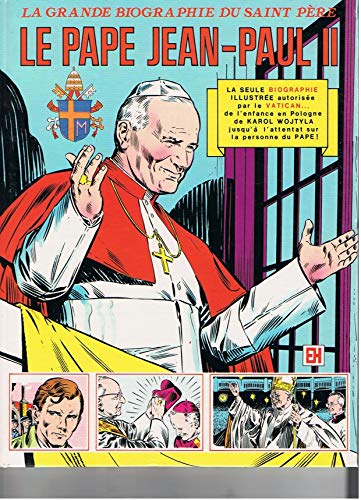 LA GRANDE BIOGRAPHIE DU SAINT PÈRE
LE PAPE JEAN-PAUL II
LA SEULE BIOGRAPHIE
ILLUSTRÉE autorisée
par le VATICAN...
de l'enfance en Pologne
de KAROL WOJTYLA
jusqu'à l'attentat sur
la personne du PAPE!
M
EH